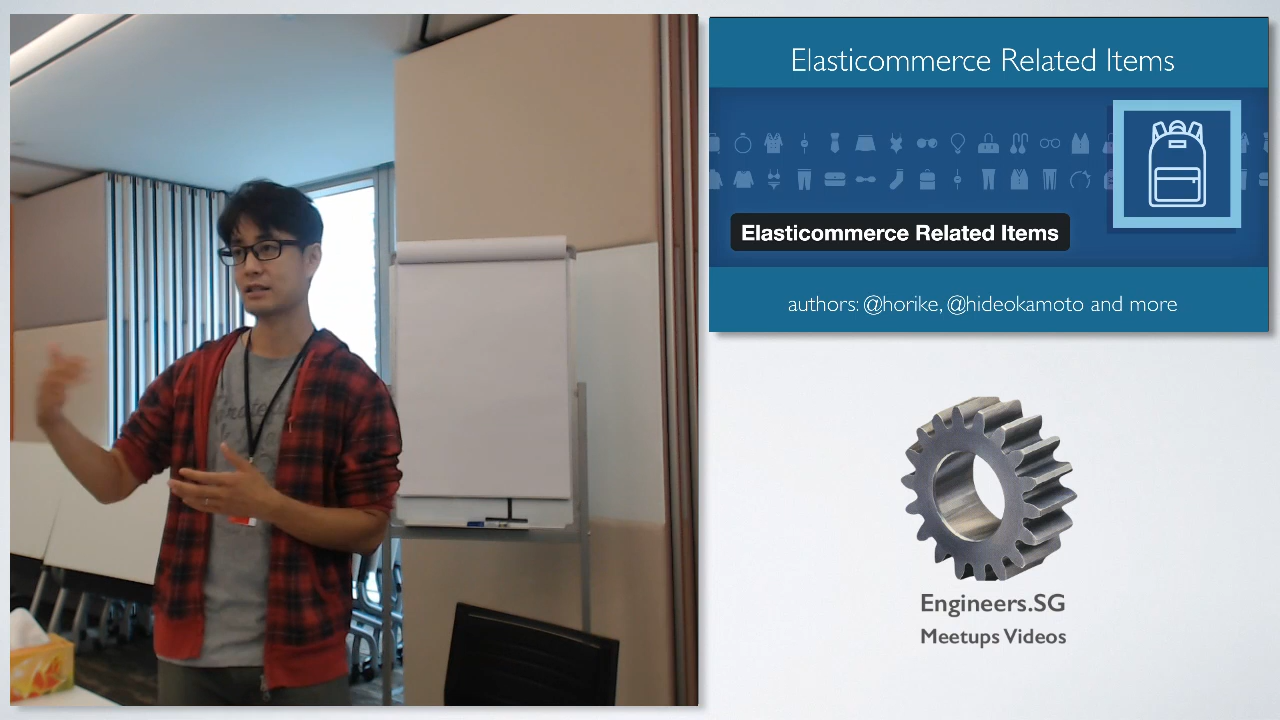 Elasticommerce Related Items
Elasticommerce Related Items
authors: @horike, @hideokamoto and more
Engineers.SG
Meetups Videos